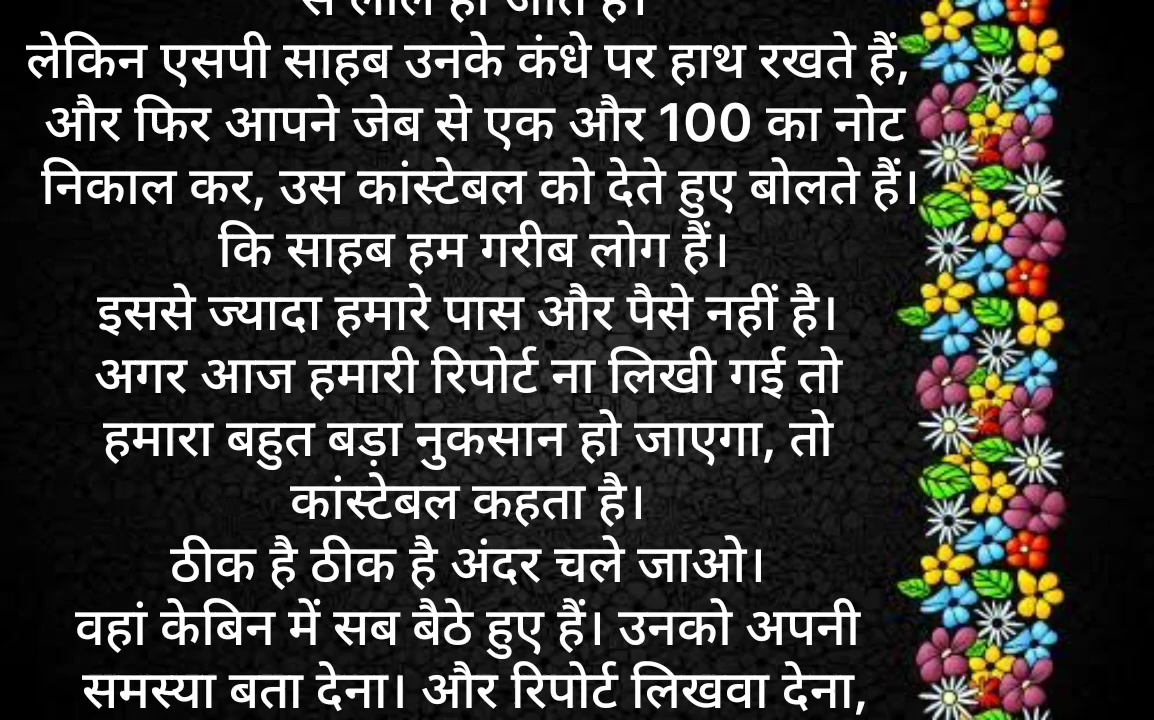 से लाल हो जाते हैं।
लेकिन एसपी साहब उनके कंधे पर हाथ रखते हैं,
और फिर आपने जेब से एक और 100 का नोट
निकाल कर, उस कांस्टेबल को देते हुए बोलते हैं।
कि साहब हम गरीब लोग हैं।
इससे ज्यादा हमारे पास और पैसे नहीं है।
अगर आज हमारी रिपोर्ट ना लिखी गई तो
हमारा बहुत बड़ा नुकसान हो जाएगा, तो
कांस्टेबल कहता है।
ठीक है ठीक है अंदर चले जाओ।
वहां केबिन में सब बैठे हुए हैं। उनको अपनी
समस्या बता देना। और रिपोर्ट लिखवा देना,